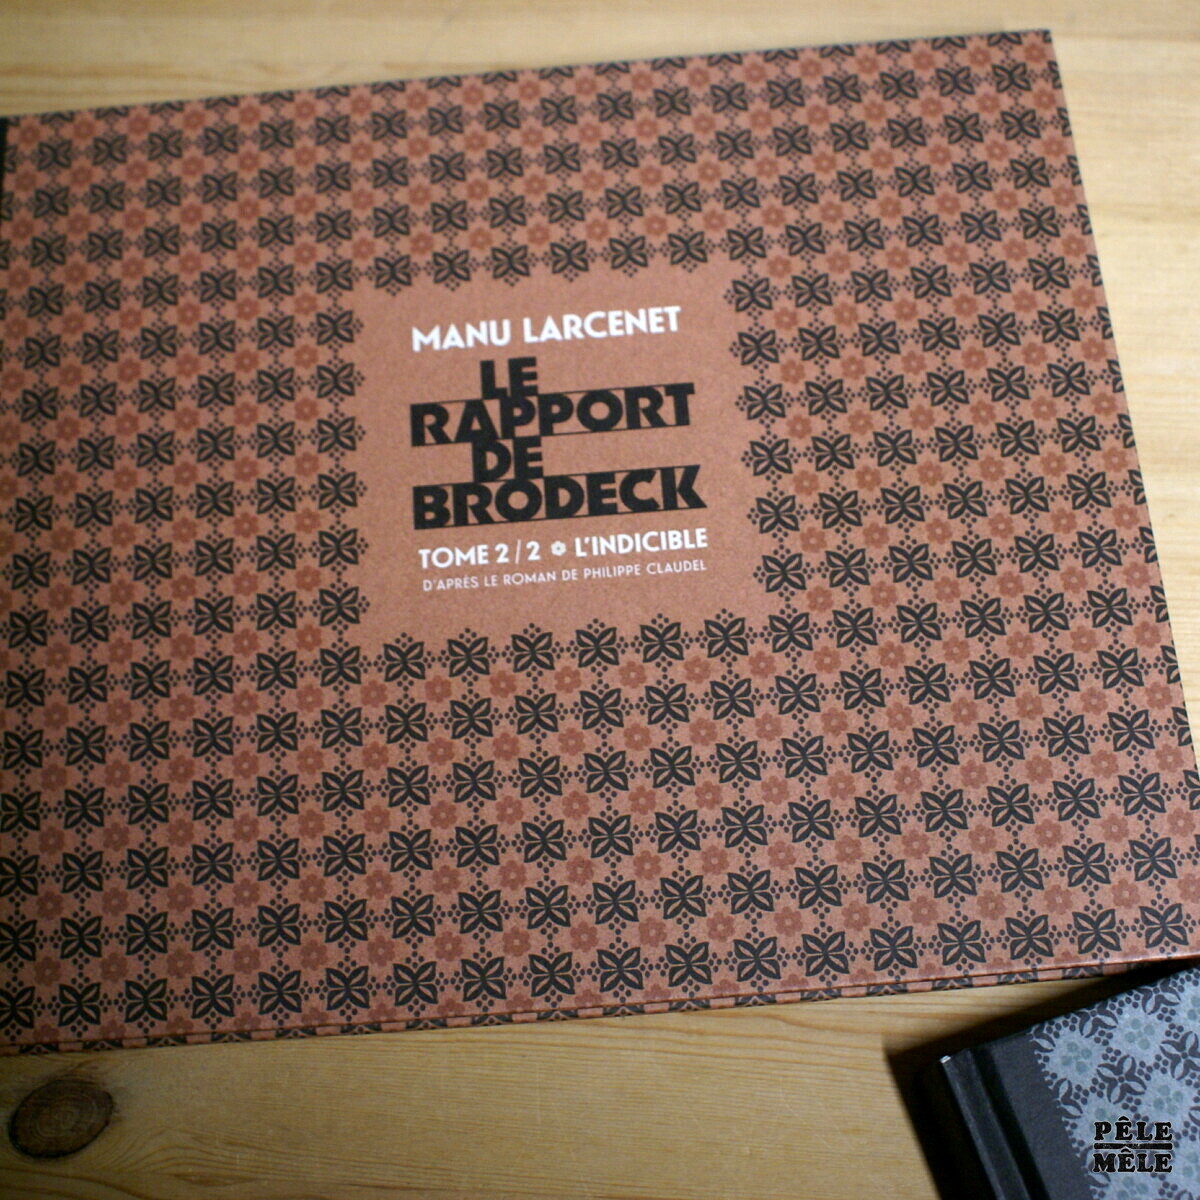 MANU LARCENET
LE
RAPPORT
DE
BRODECK
TOME 2/2 ❁ L'INDICIBLE
D'APRÈS LE ROMAN DE PHILIPPE CLAUDEL
PÊLE
MÊLE